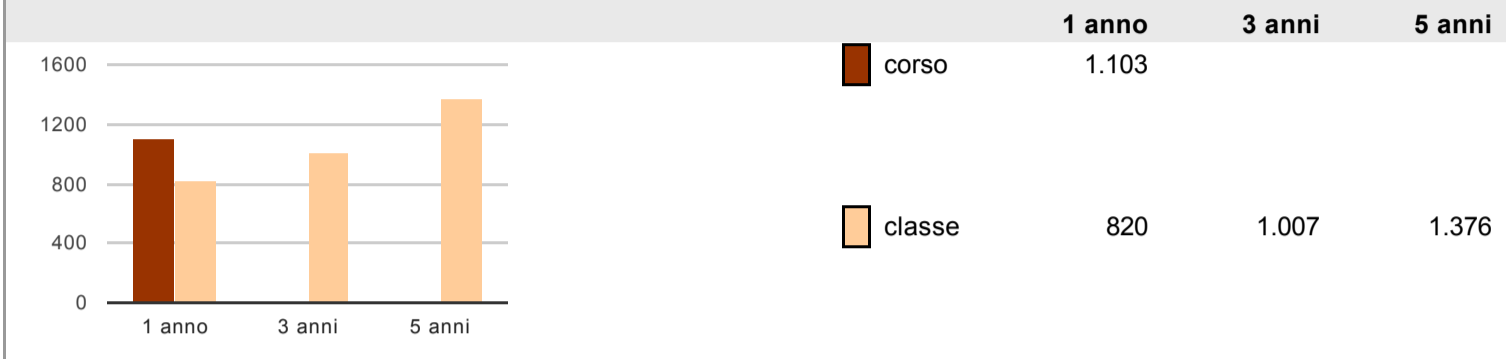 1 anno 3 anni 5 anni
1600
1200
800
400
0
1 anno 3 anni 5 anni
corso 1.103
classe 820 1.007 1.376